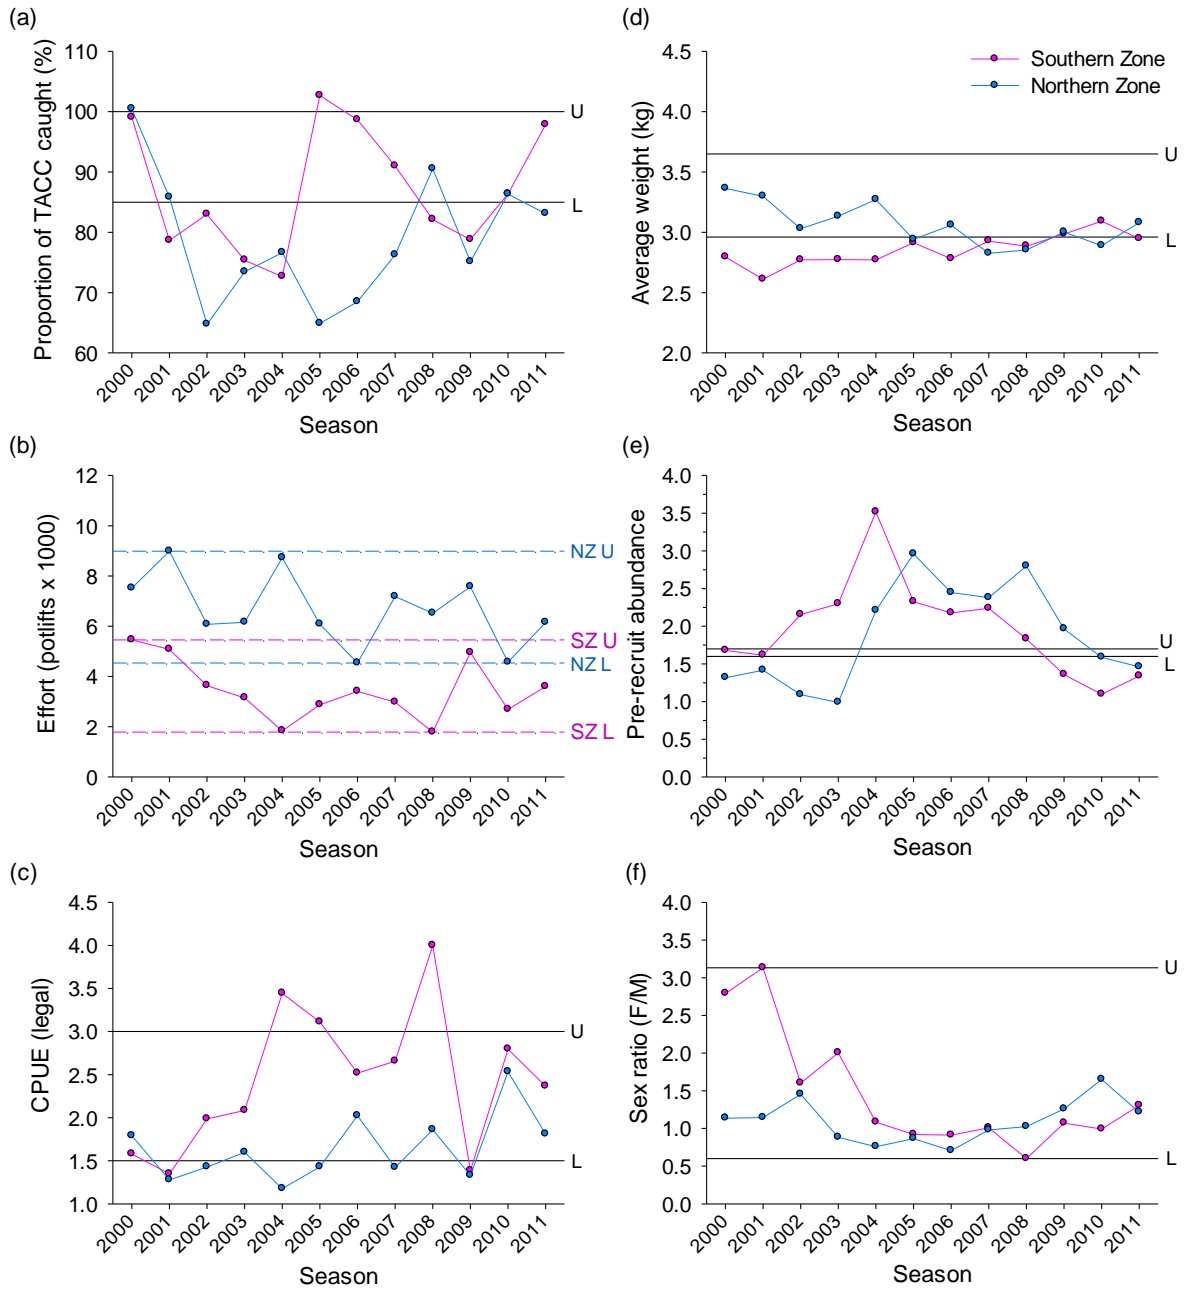 (a)
Proportion of TACC caught (%)
110
100
90
80
70
60
U
L
2000 2001 2002 2003 2004 2005 2006 2007 2008 2009 2010 2011
Season
(b)
Effort (potlifts x 1000)
12
10
8
6
4
2
0
NZ U
SZ U
NZ L
SZ L
2000 2001 2002 2003 2004 2005 2006 2007 2008 2009 2010 2011
Season
(c)
CPUE (legal)
4.5
4.0
3.5
3.0
2.5
2.0
1.5
1.0
U
L
2000 2001 2002 2003 2004 2005 2006 2007 2008 2009 2010 2011
Season
(d)
Average weight (kg)
4.5
4.0
3.5
3.0
2.5
2.0
Southern Zone
Northern Zone
U
L
2000 2001 2002 2003 2004 2005 2006 2007 2008 2009 2010 2011
Season
(e)
Pre-recruit abundance
4.0
3.5
3.0
2.5
2.0
1.5
1.0
0.5
0.0
U
L
2000 2001 2002 2003 2004 2005 2006 2007 2008 2009 2010 2011
Season
(f)
Sex ratio (F/M)
4.0
3.5
3.0
2.5
2.0
1.5
1.0
0.5
0.0
U
L
2000 2001 2002 2003 2004 2005 2006 2007 2008 2009 2010 2011
Season